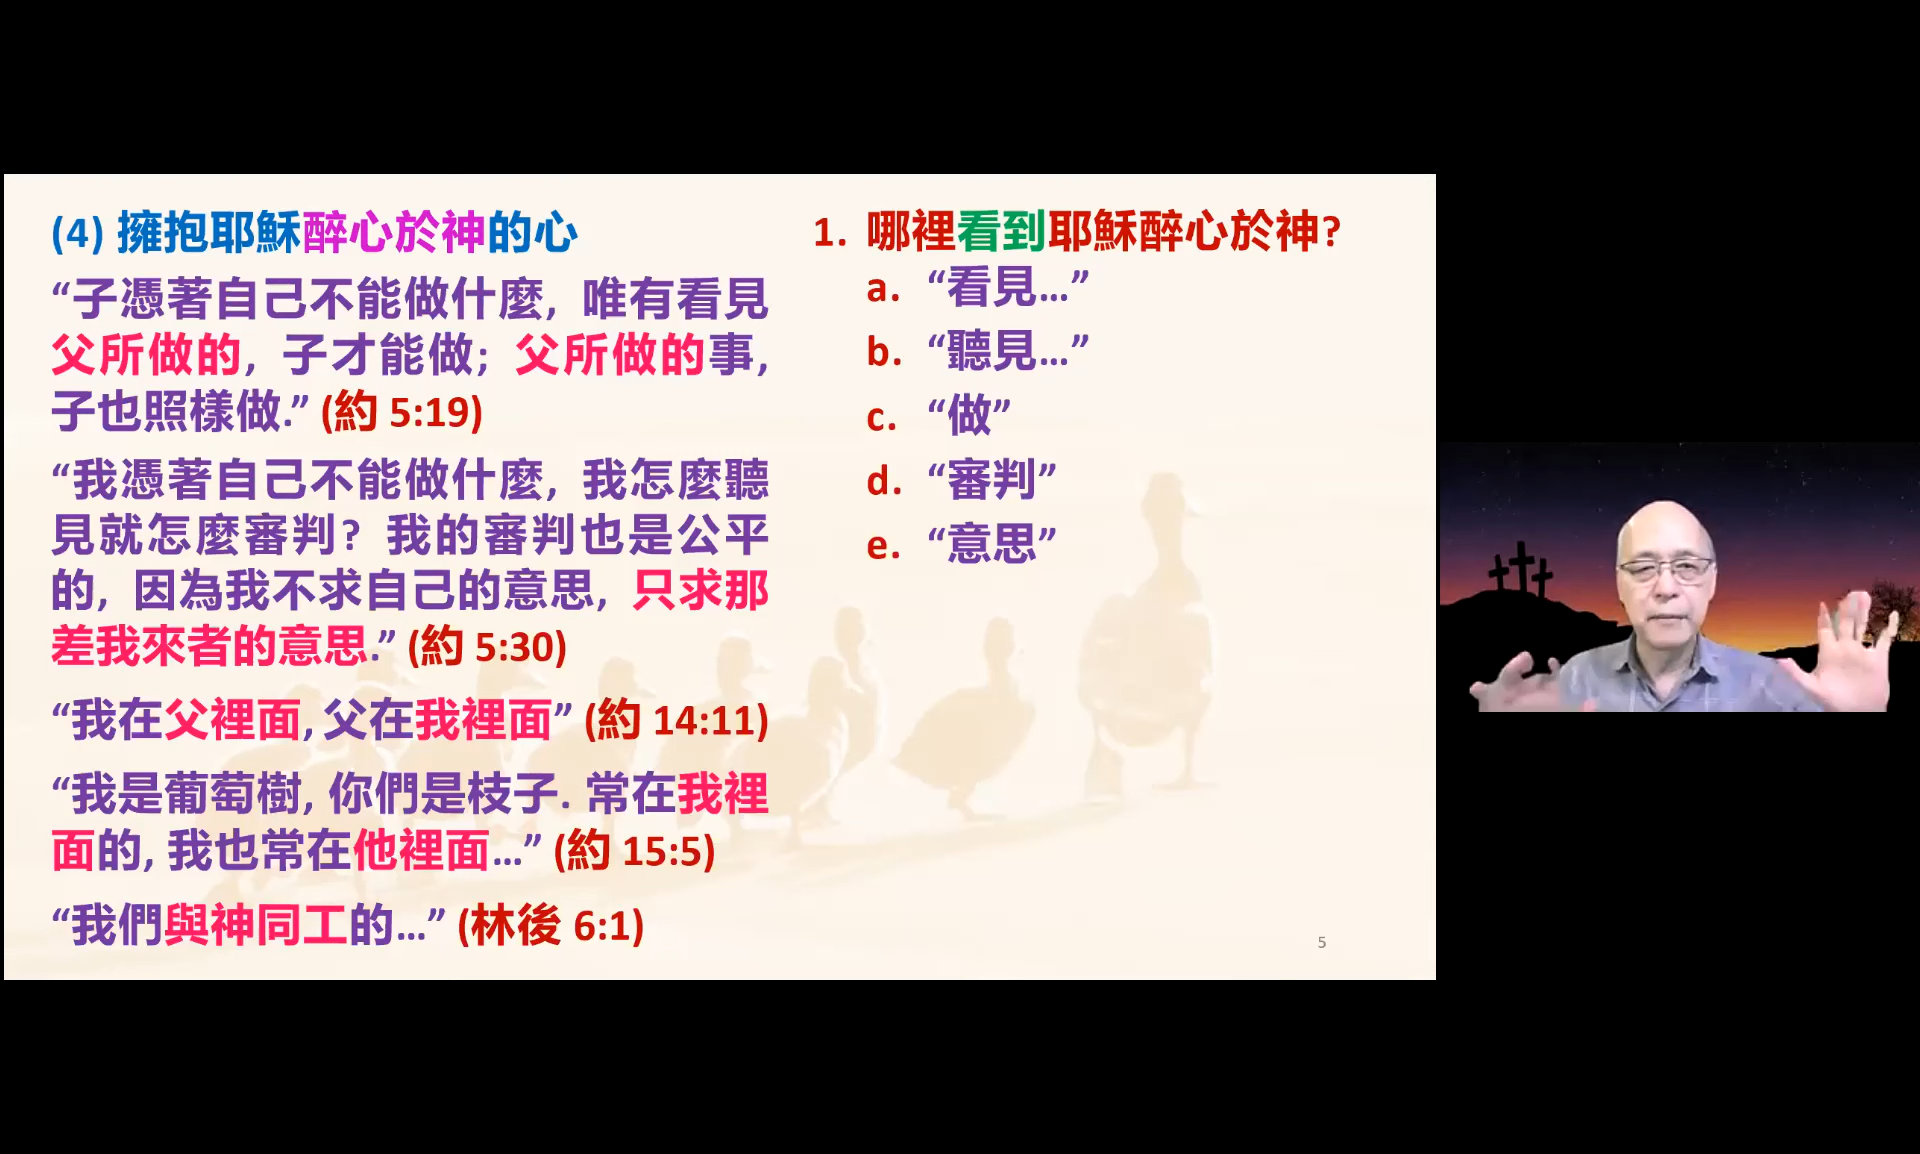 (4) 擁抱耶穌醉心於神的心
“子憑著自己不能做什麼, 唯有看見
父所做的, 子才能做; 父所做的事,
子也照樣做.” (約 5:19)
“我憑著自己不能做什麼, 我怎麼聽
見就怎麼審判? 我的審判也是公平
的, 因為我不求自己的意思, 只求那
差我來者的意思.” (約 5:30)
“我在父裡面, 父在我裡面” (約 14:11)
“我是葡萄樹, 你們是枝子. 常在我裡
面的, 我也常在他裡面...” (約 15:5)
“我們與神同工的...” (林後 6:1)
1. 哪裡看到耶穌醉心於神?
a. “看見...”
b. “聽見...”
c. “做”
d. “審判”
e. “意思”
5